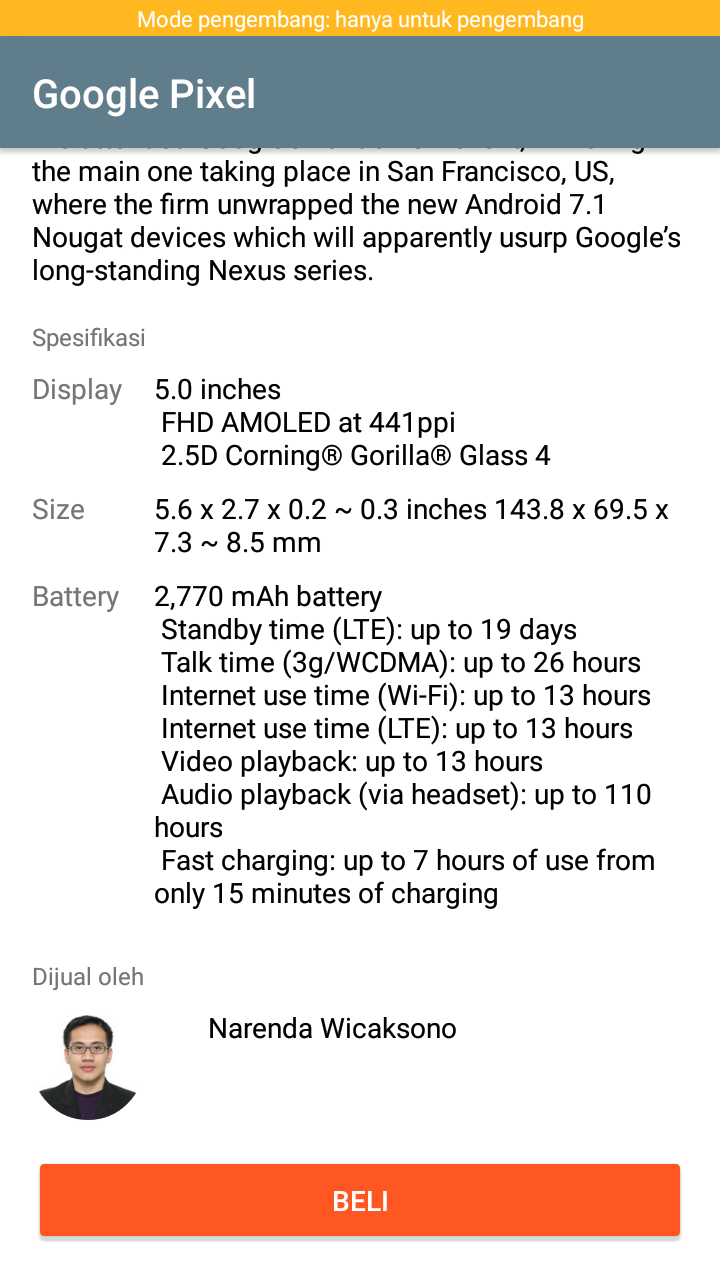 Mode pengembang: hanya untuk pengembang
Google Pixel
the main one taking place in San Francisco, US,
where the firm unwrapped the new Android 7.1
Nougat devices which will apparently usurp Google’s
long-standing Nexus series.
Spesifikasi
Display 5.0 inches
FHD AMOLED at 441ppi
2.5D Corning® Gorilla® Glass 4
Size 5.6 x 2.7 x 0.2 ~ 0.3 inches 143.8 x 69.5 x
7.3 ~ 8.5 mm
Battery 2,770 mAh battery
Standby time (LTE): up to 19 days
Talk time (3g/WCDMA): up to 26 hours
Internet use time (Wi-Fi): up to 13 hours
Internet use time (LTE): up to 13 hours
Video playback: up to 13 hours
Audio playback (via headset): up to 110
hours
Fast charging: up to 7 hours of use from
only 15 minutes of charging
Dijual oleh
Narenda Wicaksono
BELI